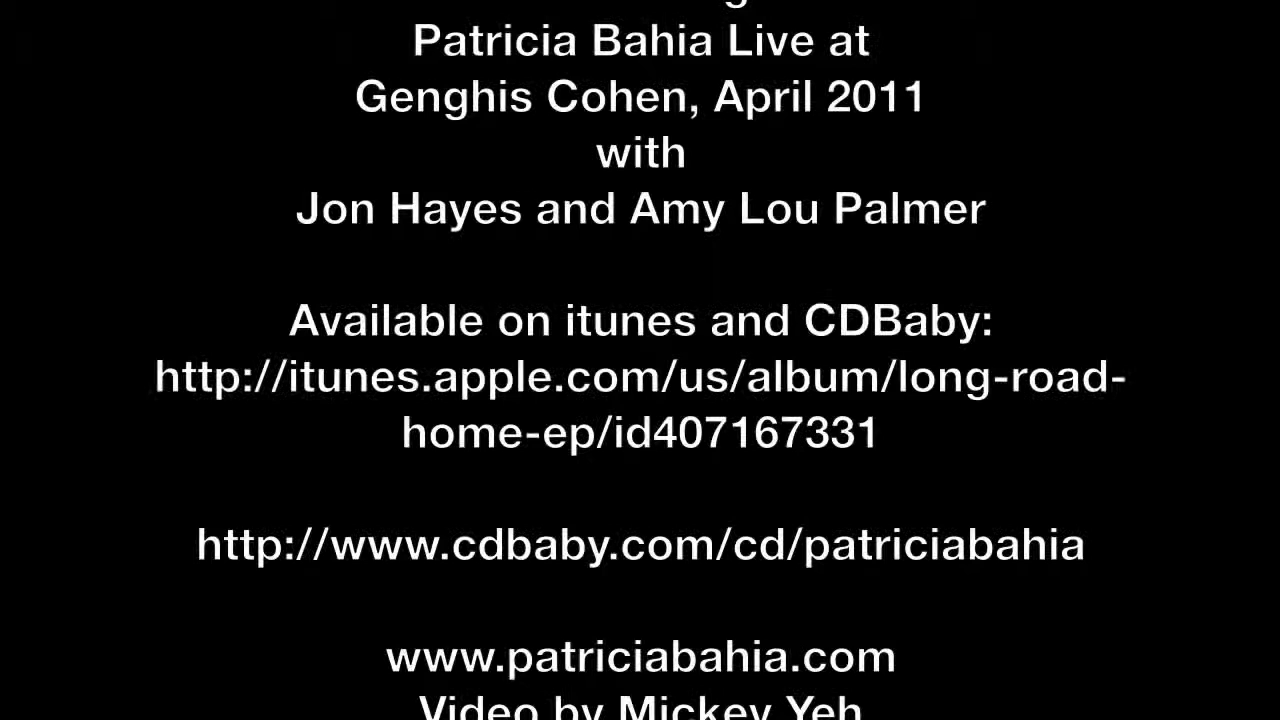 Patricia Bahia Live at
Genghis Cohen, April 2011
with
Jon Hayes and Amy Lou Palmer
Available on itunes and CDBaby:
http://itunes.apple.com/us/album/long-road-
home-ep/id407167331
http://www.cdbaby.com/cd/patriciabahia
www.patriciabahia.com
Video by Mickey Yeh